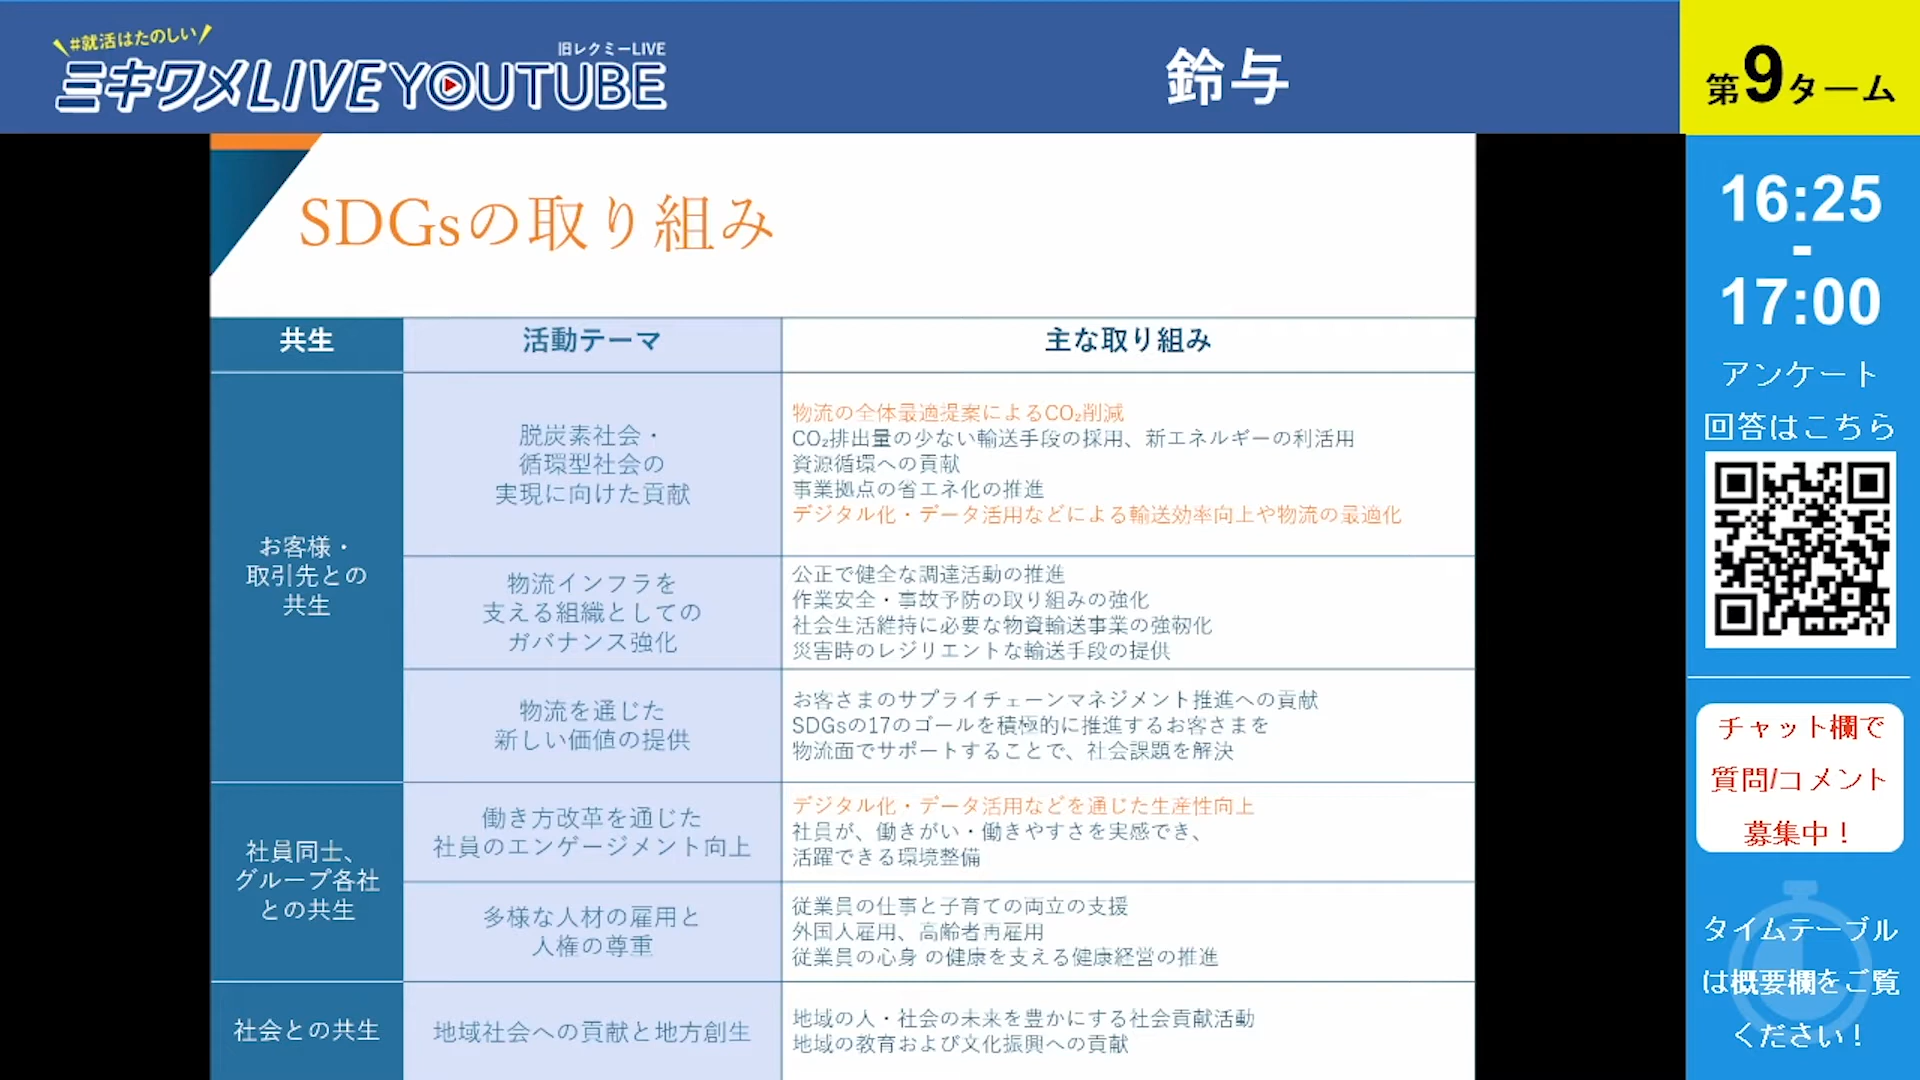 #就活はたのしい
旧レクミーLIVE
ミキワメLIVE YOUTUBE
鈴与
第9ターム
SDGsの取り組み
共生
活動テーマ
主な取り組み
お客様・
取引先との
共生
脱炭素社会・
循環型社会の
実現に向けた貢献
物流の全体最適提案によるCO₂削減
CO₂排出量の少ない輸送手段の採用、新エネルギーの利活用
資源循環への貢献
事業拠点の省エネ化の推進
デジタル化・データ活用などによる輸送効率向上や物流の最適化
物流インフラを
支える組織としての
ガバナンス強化
公正で健全な調達活動の推進
作業安全・事故予防の取り組みの強化
社会生活維持に必要な物資輸送事業の強靭化
災害時のレジリエントな輸送手段の提供
物流を通じた
新しい価値の提供
お客さまのサプライチェーンマネジメント推進への貢献
SDGsの17のゴールを積極的に推進するお客さまを
物流面でサポートすることで、社会課題を解決
社員同士、
グループ各社
との共生
働き方改革を通じた
社員のエンゲージメント向上
デジタル化・データ活用などを通じた生産性向上
社員が、働きがい・働きやすさを実感でき、
活躍できる環境整備
多様な人材の雇用と
人権の尊重
従業員の仕事と子育ての両立の支援
外国人雇用、高齢者再雇用
従業員の心身 の健康を支える健康経営の推進
社会との共生
地域社会への貢献と地方創生
地域の人・社会の未来を豊かにする社会貢献活動
地域の教育および文化振興への貢献
16:25
-
17:00
アンケート
回答はこちら
チャット欄で
質問/コメント
募集中！
タイムテーブル
は概要欄をご覧
ください！